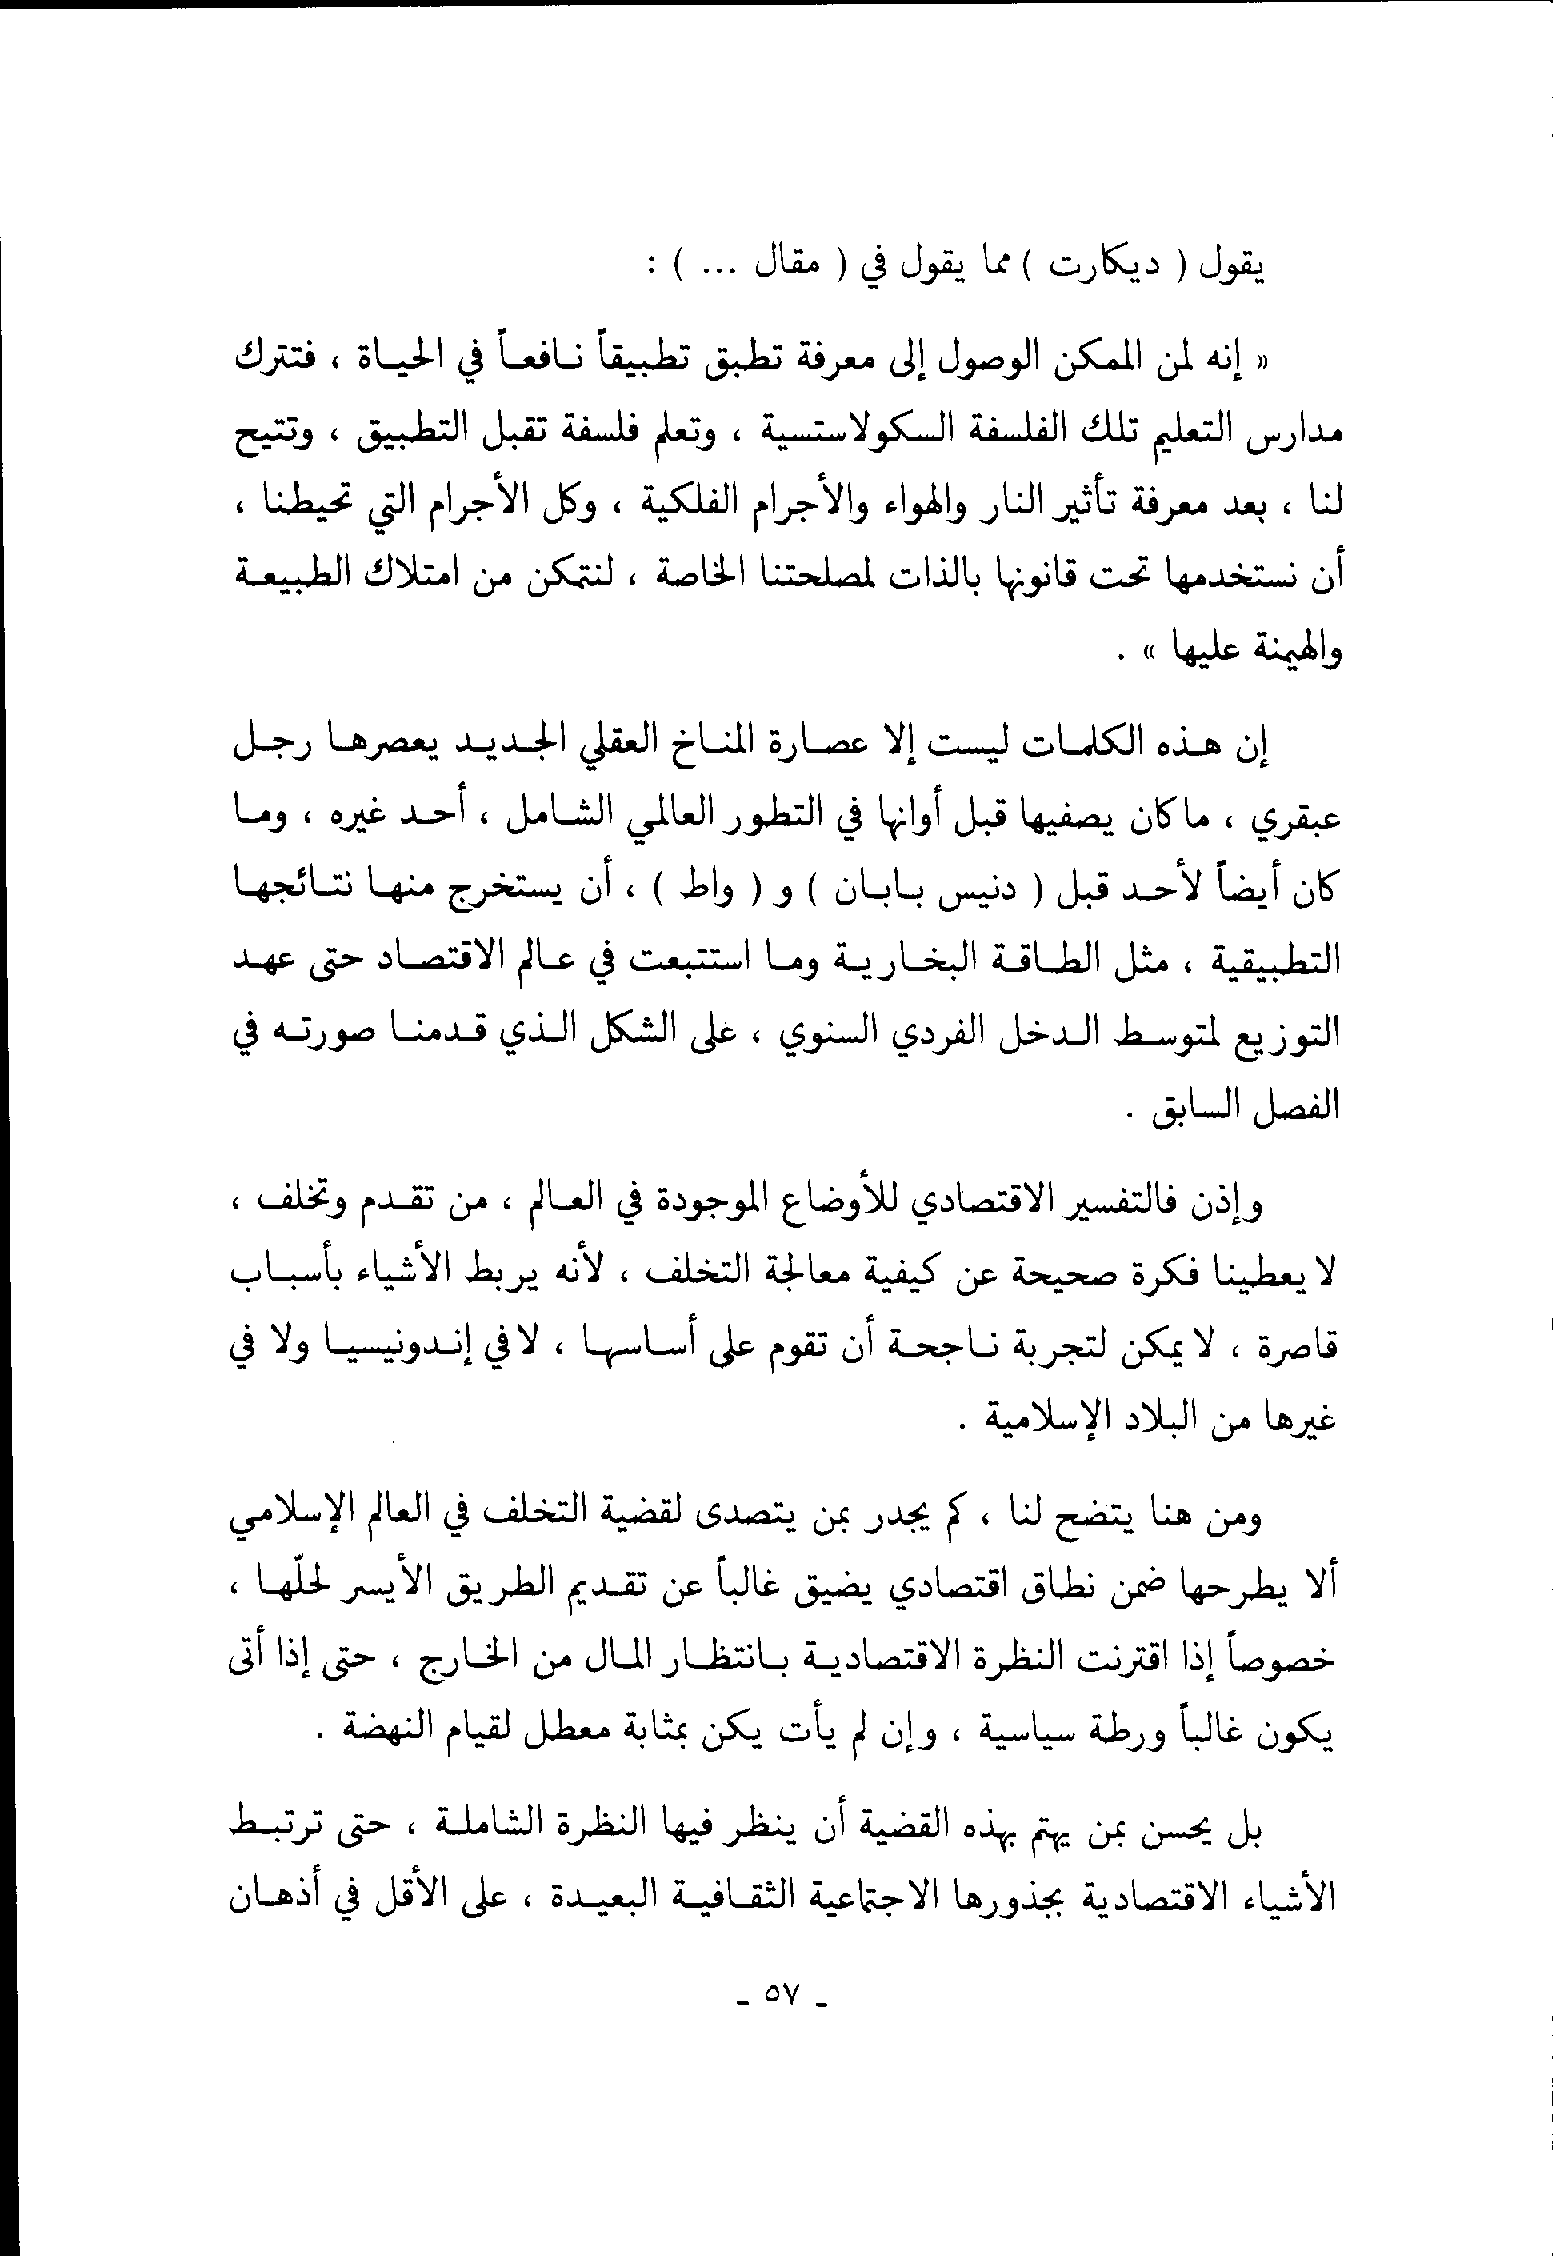 يقول ( ديكارت ) مما يقول في ( مقال ... ) :
« إنه لمن الممكن الوصول إلى معرفة تطبق تطبيقاً نافعاً في الحياة ، فتترك
مدارس التعليم تلك الفلسفة السكولاستسية ، وتعلم فلسفة تقبل التطبيق ، وتتيح
لنا ، بعد معرفة تأثير النار والهواء والأجرام الفلكية ، وكل الأجرام التي تحيطنا ،
أن نستخدمها تحت قانونها بالذات لمصلحتنا الخاصة ، لنتمكن من امتلاك الطبيعة
والهيمنة عليها » .
إن هذه الكلمات ليست إلا عصارة المناخ العقلي الجديد يعصرها رجل
عبقري ، ما كان يصفيها قبل أوانها في التطور العالمي الشامل ، أحد غيره ، وما
كان أيضاً لأحد قبل ( دنيس بابان ) و ( واط ) ، أن يستخرج منها نتائجها
التطبيقية ، مثل الطاقة البخارية وما استتبعت في عالم الاقتصاد حتى عهد
التوزيع لمتوسط الدخل الفردي السنوي ، على الشكل الذي قدمنا صورته في
الفصل السابق .
وإذن فالتفسير الاقتصادي للأوضاع الموجودة في العالم ، من تقدم وتخلف ،
لا يعطينا فكرة صحيحة عن كيفية معالجة التخلف ، لأنه يربط الأشياء بأسباب
قاصرة ، لا يمكن لتجربة ناجحة أن تقوم على أساسها ، لا في إندونيسيا ولا في
غيرها من البلاد الإسلامية .
ومن هنا يتضح لنا ، كم يجدر بمن يتصدى لقضية التخلف في العالم الإسلامي
ألا يطرحها ضمن نطاق اقتصادي يضيق غالباً عن تقديم الطريق الأيسر لحلّها ،
خصوصاً إذا اقترنت النظرة الاقتصادية بانتظار المال من الخارج ، حتى إذا أتى
يكون غالباً ورطة سياسية ، وإن لم يأت يكن بمثابة معطل لقيام النهضة .
بل يحسن بمن يهتم بهذه القضية أن ينظر فيها النظرة الشاملة ، حتى ترتبط
الأشياء الاقتصادية بجذورها الاجتماعية الثقافية البعيدة ، على الأقل في أذهان
ـ ٥٧ ـ